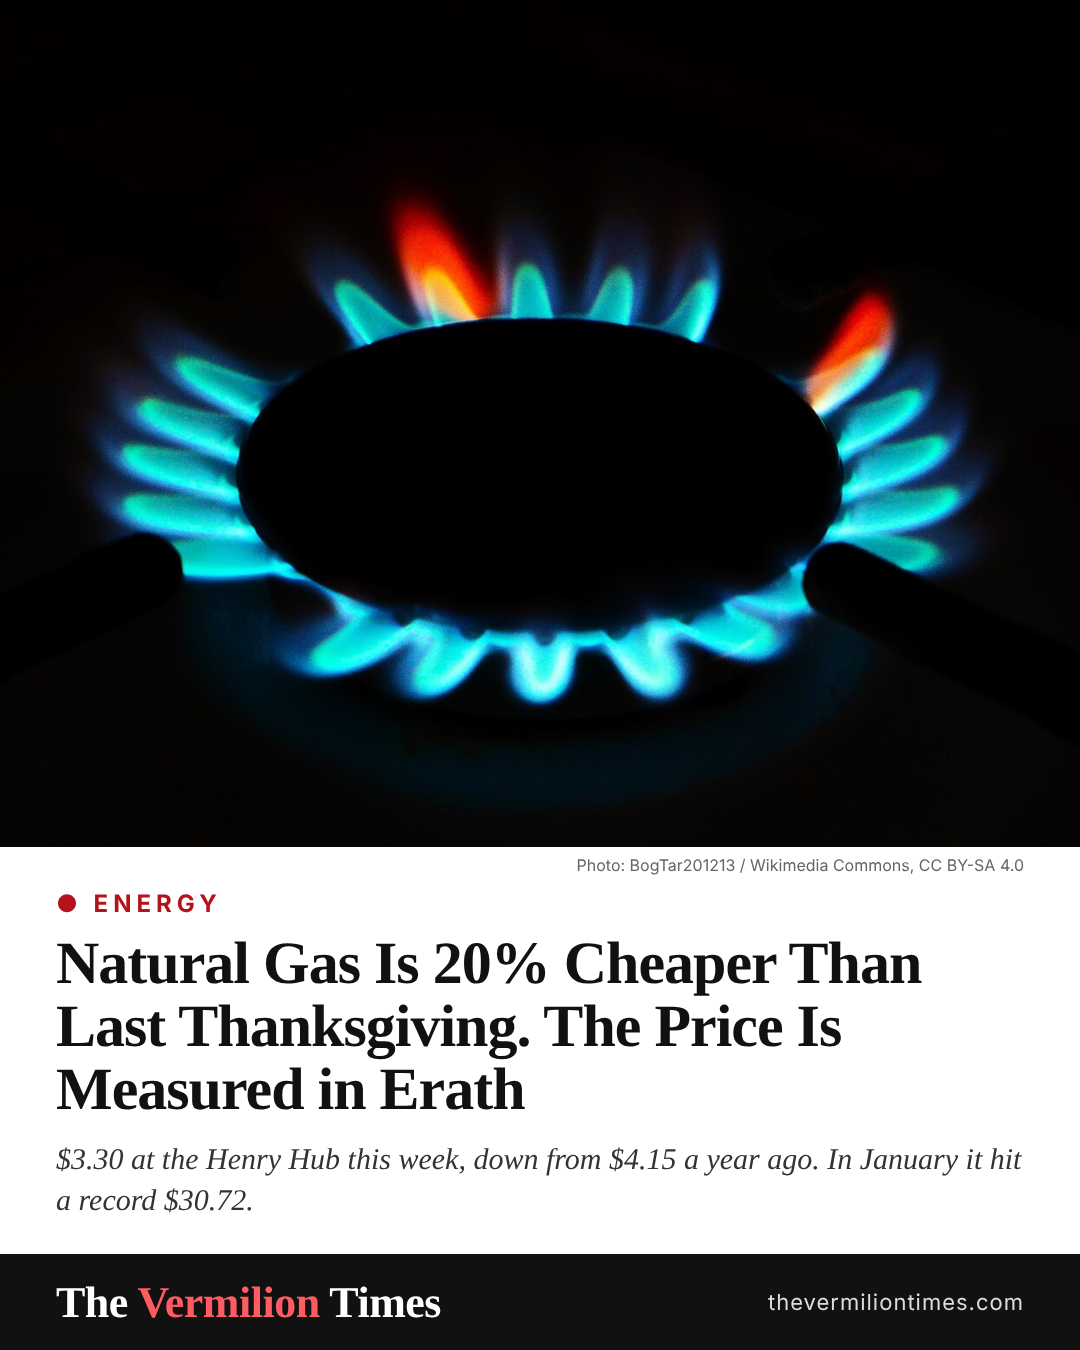 Photo: BogTar201213 / Wikimedia Commons, CC BY-SA 4.0
ENERGY
Natural Gas Is 20% Cheaper Than
Last Thanksgiving. The Price Is
Measured in Erath
$3.30 at the Henry Hub this week, down from $4.15 a year ago. In January it hit
a record $30.72.
The Vermilion Times
thevermiliontimes.com